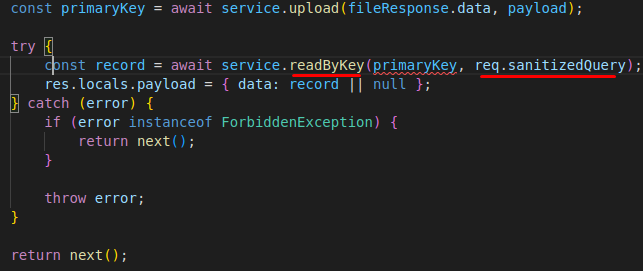 const primaryKey = await service.upload(fileResponse.data, payload);
try {
const record = await service.readByKey(primaryKey, req.sanitizedQuery);
res.locals.payload = { data: record || null };
} catch (error) {
if (error instanceof ForbiddenException) {
return next();
}
throw error;
}
return next();